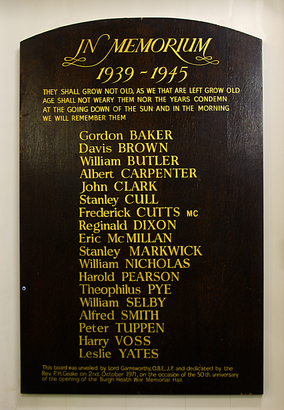 IN MEMORIUM
1939-1945
THEY SHALL GROW NOT OLD, AS WE THAT ARE LEFT GROW OLD
AGE SHALL NOT WEARY THEM NOR THE YEARS CONDEMN
AT THE GOING DOWN OF THE SUN AND IN THE MORNING
WE WILL REMEMBER THEM
Gordon BAKER
Davis BROWN
William BUTLER
Albert CARPENTER
John CLARK
Stanley CULL
Frederick CUTTS MC
Reginald DIXON
Eric McMILLAN
Stanley MARKWICK
William NICHOLAS
Harold PEARSON
Theophilus PYE
William SELBY
Alfred SMITH
Peter TUPPEN
Harry VOSS
Leslie YATES
This board was unveiled by Lord Gainsworthy, O.B.E., J.P. and dedicated by the
Rev. P.H. Geake on 2nd October 1971, on the occasion of the 50th anniversary
of the opening of the Burgh Heath War Memorial Hall.